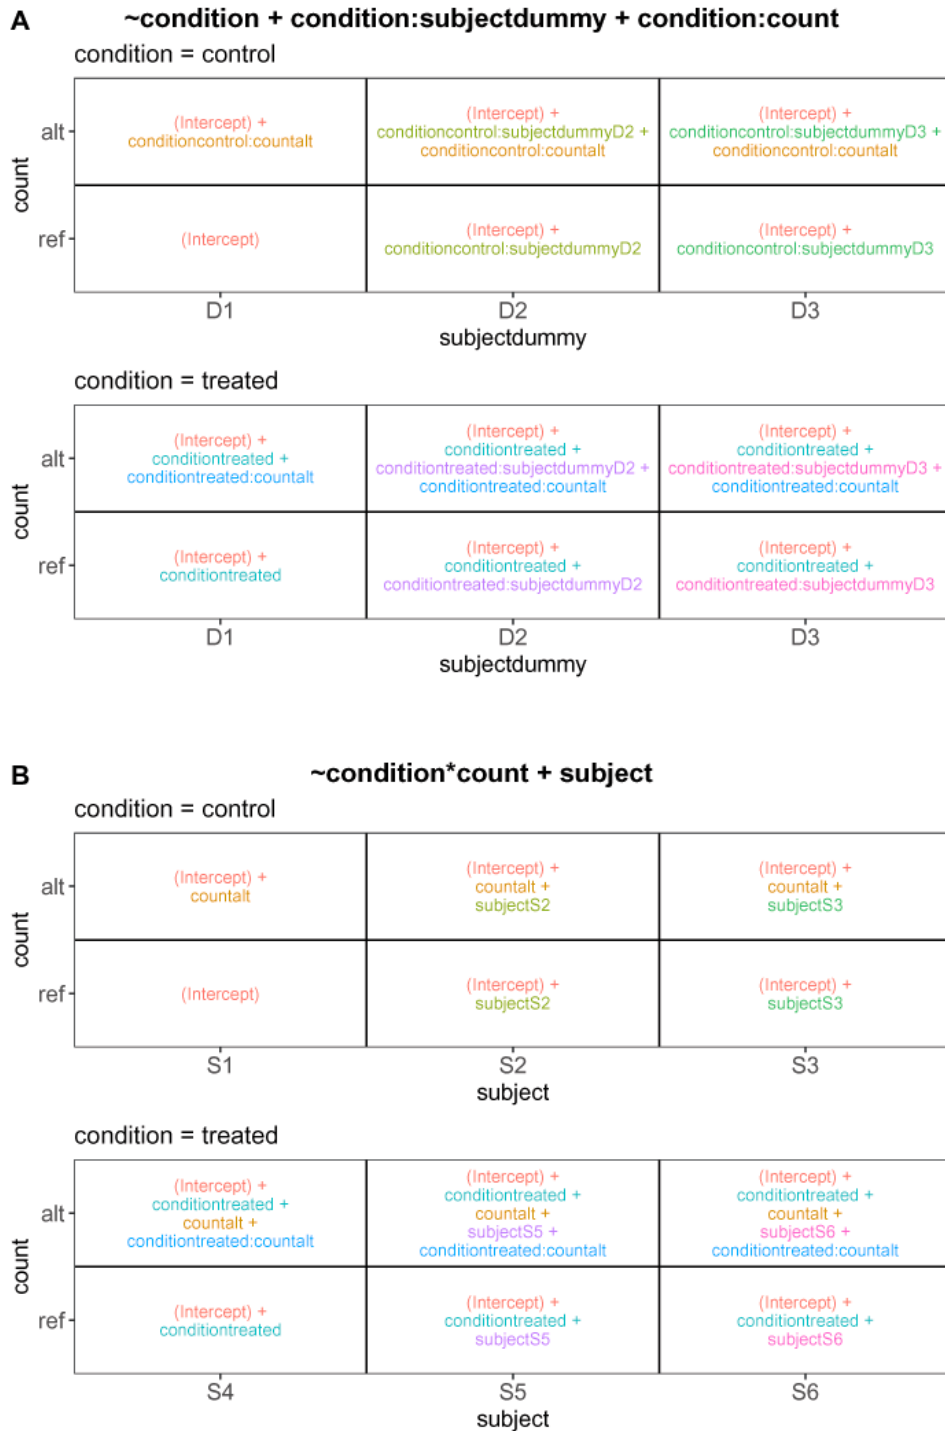 A ~condition + condition:subjectdummy + condition:count
condition = control
count
alt
(Intercept) +
conditioncontrol:countalt
(Intercept) +
conditioncontrol:subjectdummyD2 +
conditioncontrol:countalt
(Intercept) +
conditioncontrol:subjectdummyD3 +
conditioncontrol:countalt
ref
(Intercept)
(Intercept) +
conditioncontrol:subjectdummyD2
(Intercept) +
conditioncontrol:subjectdummyD3
D1 D2 D3
subjectdummy
condition = treated
count
alt
(Intercept) +
conditiontreated +
conditiontreated:countalt
(Intercept) +
conditiontreated +
conditiontreated:subjectdummyD2 +
conditiontreated:countalt
(Intercept) +
conditiontreated +
conditiontreated:subjectdummyD3 +
conditiontreated:countalt
ref
(Intercept) +
conditiontreated
(Intercept) +
conditiontreated +
conditiontreated:subjectdummyD2
(Intercept) +
conditiontreated +
conditiontreated:subjectdummyD3
D1 D2 D3
subjectdummy
B ~condition*count + subject
condition = control
count
alt
(Intercept) +
countalt
(Intercept) +
countalt +
subjectS2
(Intercept) +
countalt +
subjectS3
ref
(Intercept)
(Intercept) +
subjectS2
(Intercept) +
subjectS3
S1 S2 S3
subject
condition = treated
count
alt
(Intercept) +
conditiontreated +
countalt +
conditiontreated:countalt
(Intercept) +
conditiontreated +
countalt +
subjectS5 +
conditiontreated:countalt
(Intercept) +
conditiontreated +
countalt +
subjectS6 +
conditiontreated:countalt
ref
(Intercept) +
conditiontreated
(Intercept) +
conditiontreated +
subjectS5
(Intercept) +
conditiontreated +
subjectS6
S4 S5 S6
subject